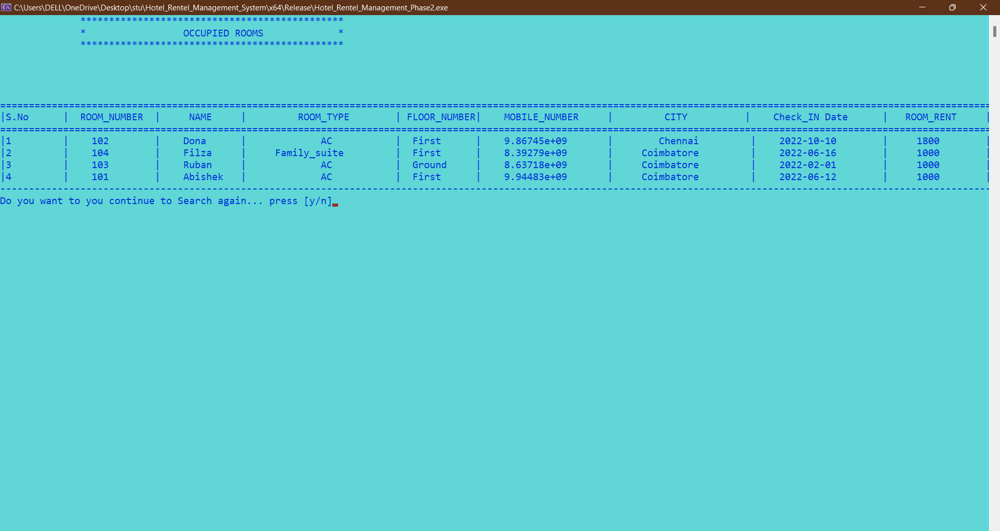 C:\Users\DELL\OneDrive\Desktop\stu\Hotel_Rentel_Management_System\x64\Release\Hotel_Rentel_Management_Phase2.exe
**********************************************
* OCCUPIED ROOMS *
**********************************************
|S.No | ROOM_NUMBER | NAME | ROOM_TYPE | FLOOR_NUMBER| MOBILE_NUMBER | CITY | Check_IN Date | ROOM_RENT |
|1 | 102 | Dona | AC | First | 9.86745e+09 | Chennai | 2022-10-10 | 1800 |
|2 | 104 | Filza | Family_suite | First | 8.39279e+09 | Coimbatore | 2022-06-16 | 1000 |
|3 | 103 | Ruban | AC | Ground | 8.63718e+09 | Coimbatore | 2022-02-01 | 1000 |
|4 | 101 | Abishek | AC | First | 9.94483e+09 | Coimbatore | 2022-06-12 | 1000 |
Do you want to you continue to Search again... press [y/n]